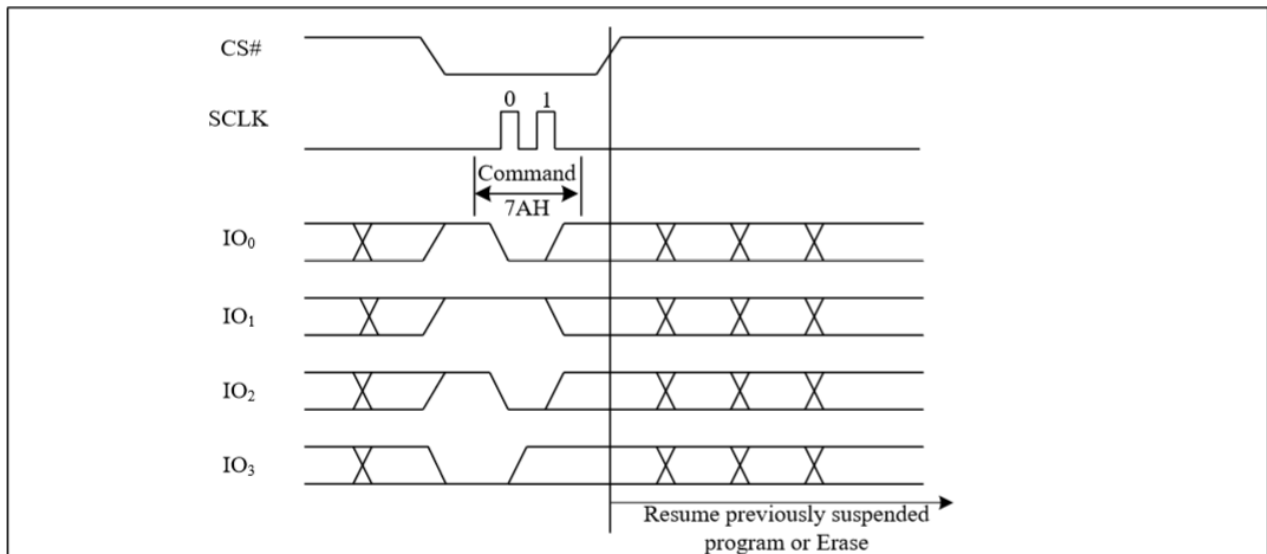 CS#
0 1
SCLK
Command
7AH
IO₀
IO₁
IO₂
IO₃
Resume previously suspended
program or Erase